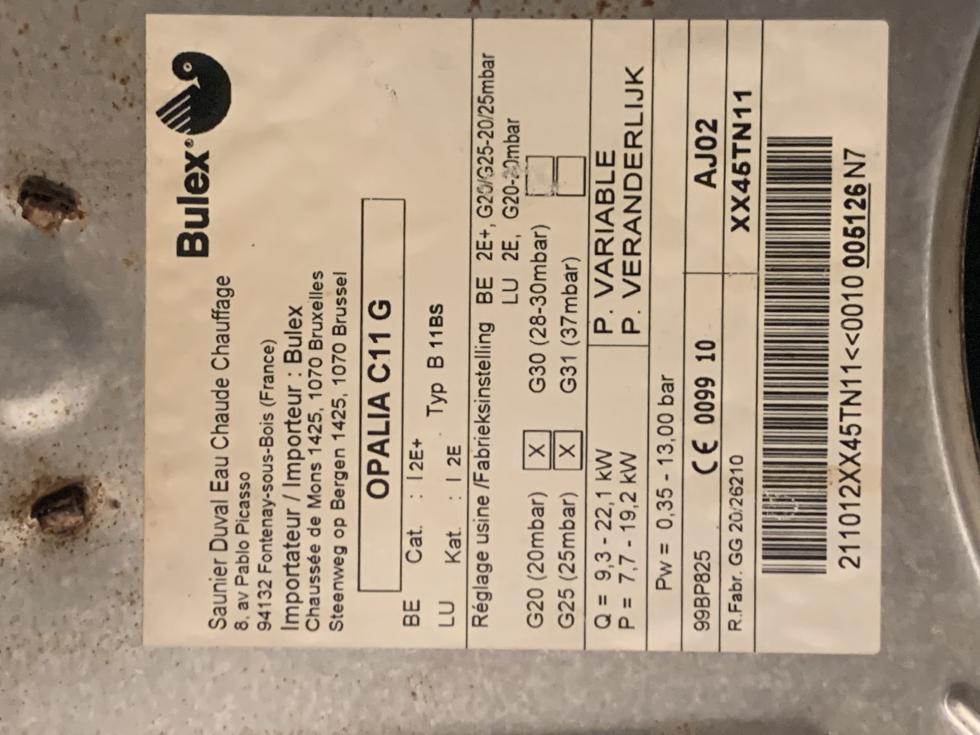 Bulex
Saunier Duval Eau Chaude Chauffage
8, av Pablo Picasso
94132 Fontenay-sous-Bois (France)
Importateur / Importeur : Bulex
Chaussée de Mons 1425, 1070 Bruxelles
Steenweg op Bergen 1425, 1070 Brussel
OPALIA C11 G
BE Cat. : I 2E+
LU Kat. : I 2E Typ B 11BS
Réglage usine /Fabrieksinstelling BE 2E+, G20/G25-20/25mbar
LU 2E, G20-20mbar
G20 (20mbar) X G30 (28-30mbar)
G25 (25mbar) X G31 (37mbar)
Q = 9,3 - 22,1 kW P. VARIABLE
P = 7,7 - 19,2 kW P. VERANDERLIJK
Pw = 0,35 - 13,00 bar
99BP825 CE 0099 10 AJ02
R.Fabr. GG 20/26210 XX45TN11
211012XX45TN11<<0010 005126 N7